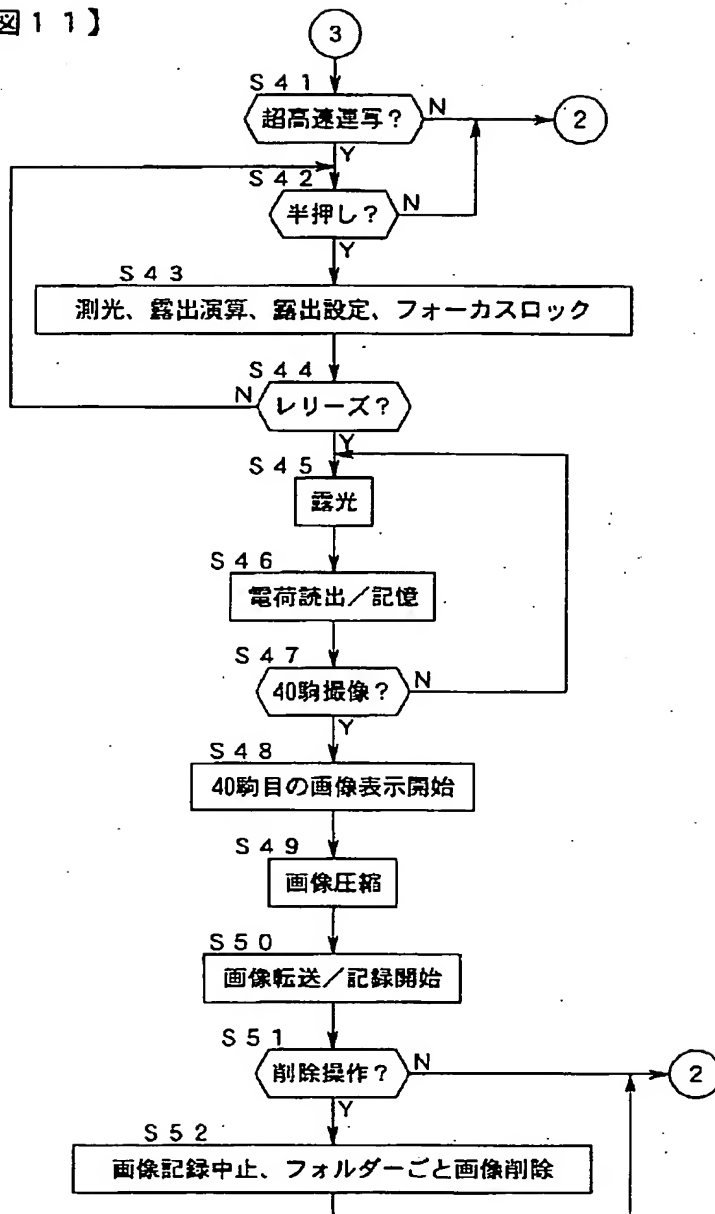 図１１】
3
S41
超高速連写？
N
2
Y
S42
半押し？
N
Y
S43
測光、露出演算、露出設定、フォーカスロック
S44
N
レリーズ？
Y
S45
露光
S46
電荷読出／記憶
S47
40駒撮像？
N
Y
S48
40駒目の画像表示開始
S49
画像圧縮
S50
画像転送／記録開始
S51
削除操作？
N
2
Y
S52
画像記録中止、フォルダーごと画像削除